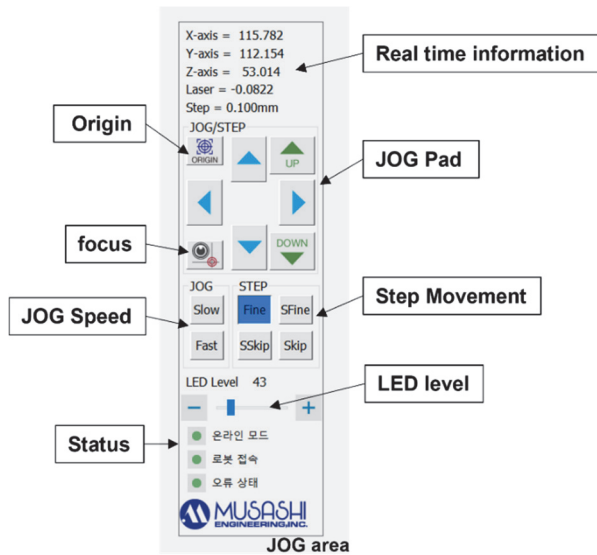 X-axis = 115.782
Y-axis = 112.154
Z-axis = 53.014
Laser = -0.0822
Step = 0.100mm
Real time information
Origin
JOG/STEP
ORIGIN
UP
JOG Pad
focus
DOWN
JOG STEP
JOG Speed
Slow Fine SFine
Step Movement
Fast SSkip Skip
LED Level 43
LED level
− +
Status
온라인 모드
로봇 접속
오류 상태
MUSASHI
ENGINEERING,INC.
JOG area